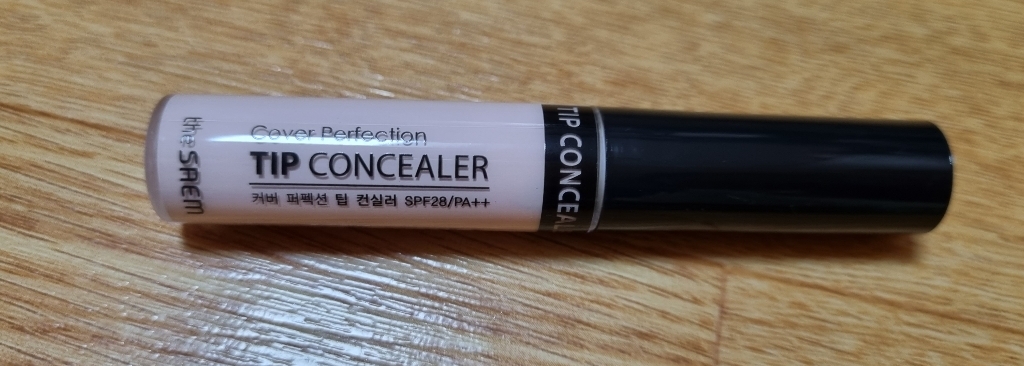 the SAEM
Cover Perfection
TIP CONCEALER
커버 퍼펙션 팁 컨실러 SPF28/PA++
TIP CONCEAL